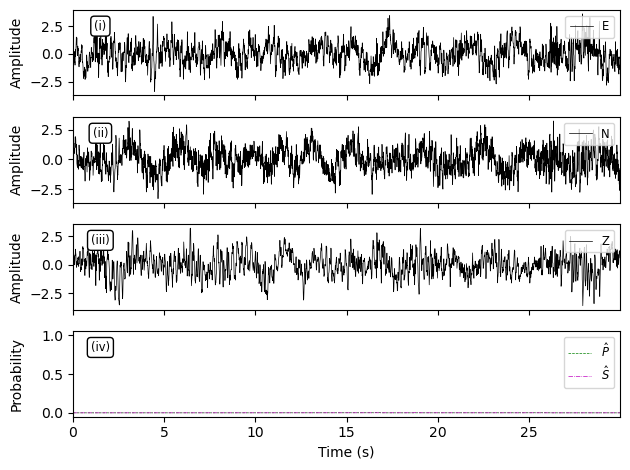 Amplitude
2.5
0.0
−2.5
(i)
E
Amplitude
2.5
0.0
−2.5
(ii)
N
Amplitude
2.5
0.0
−2.5
(iii)
Z
Probability
1.0
0.5
0.0
(iv)
P̂
Ŝ
0 5 10 15 20 25
Time (s)